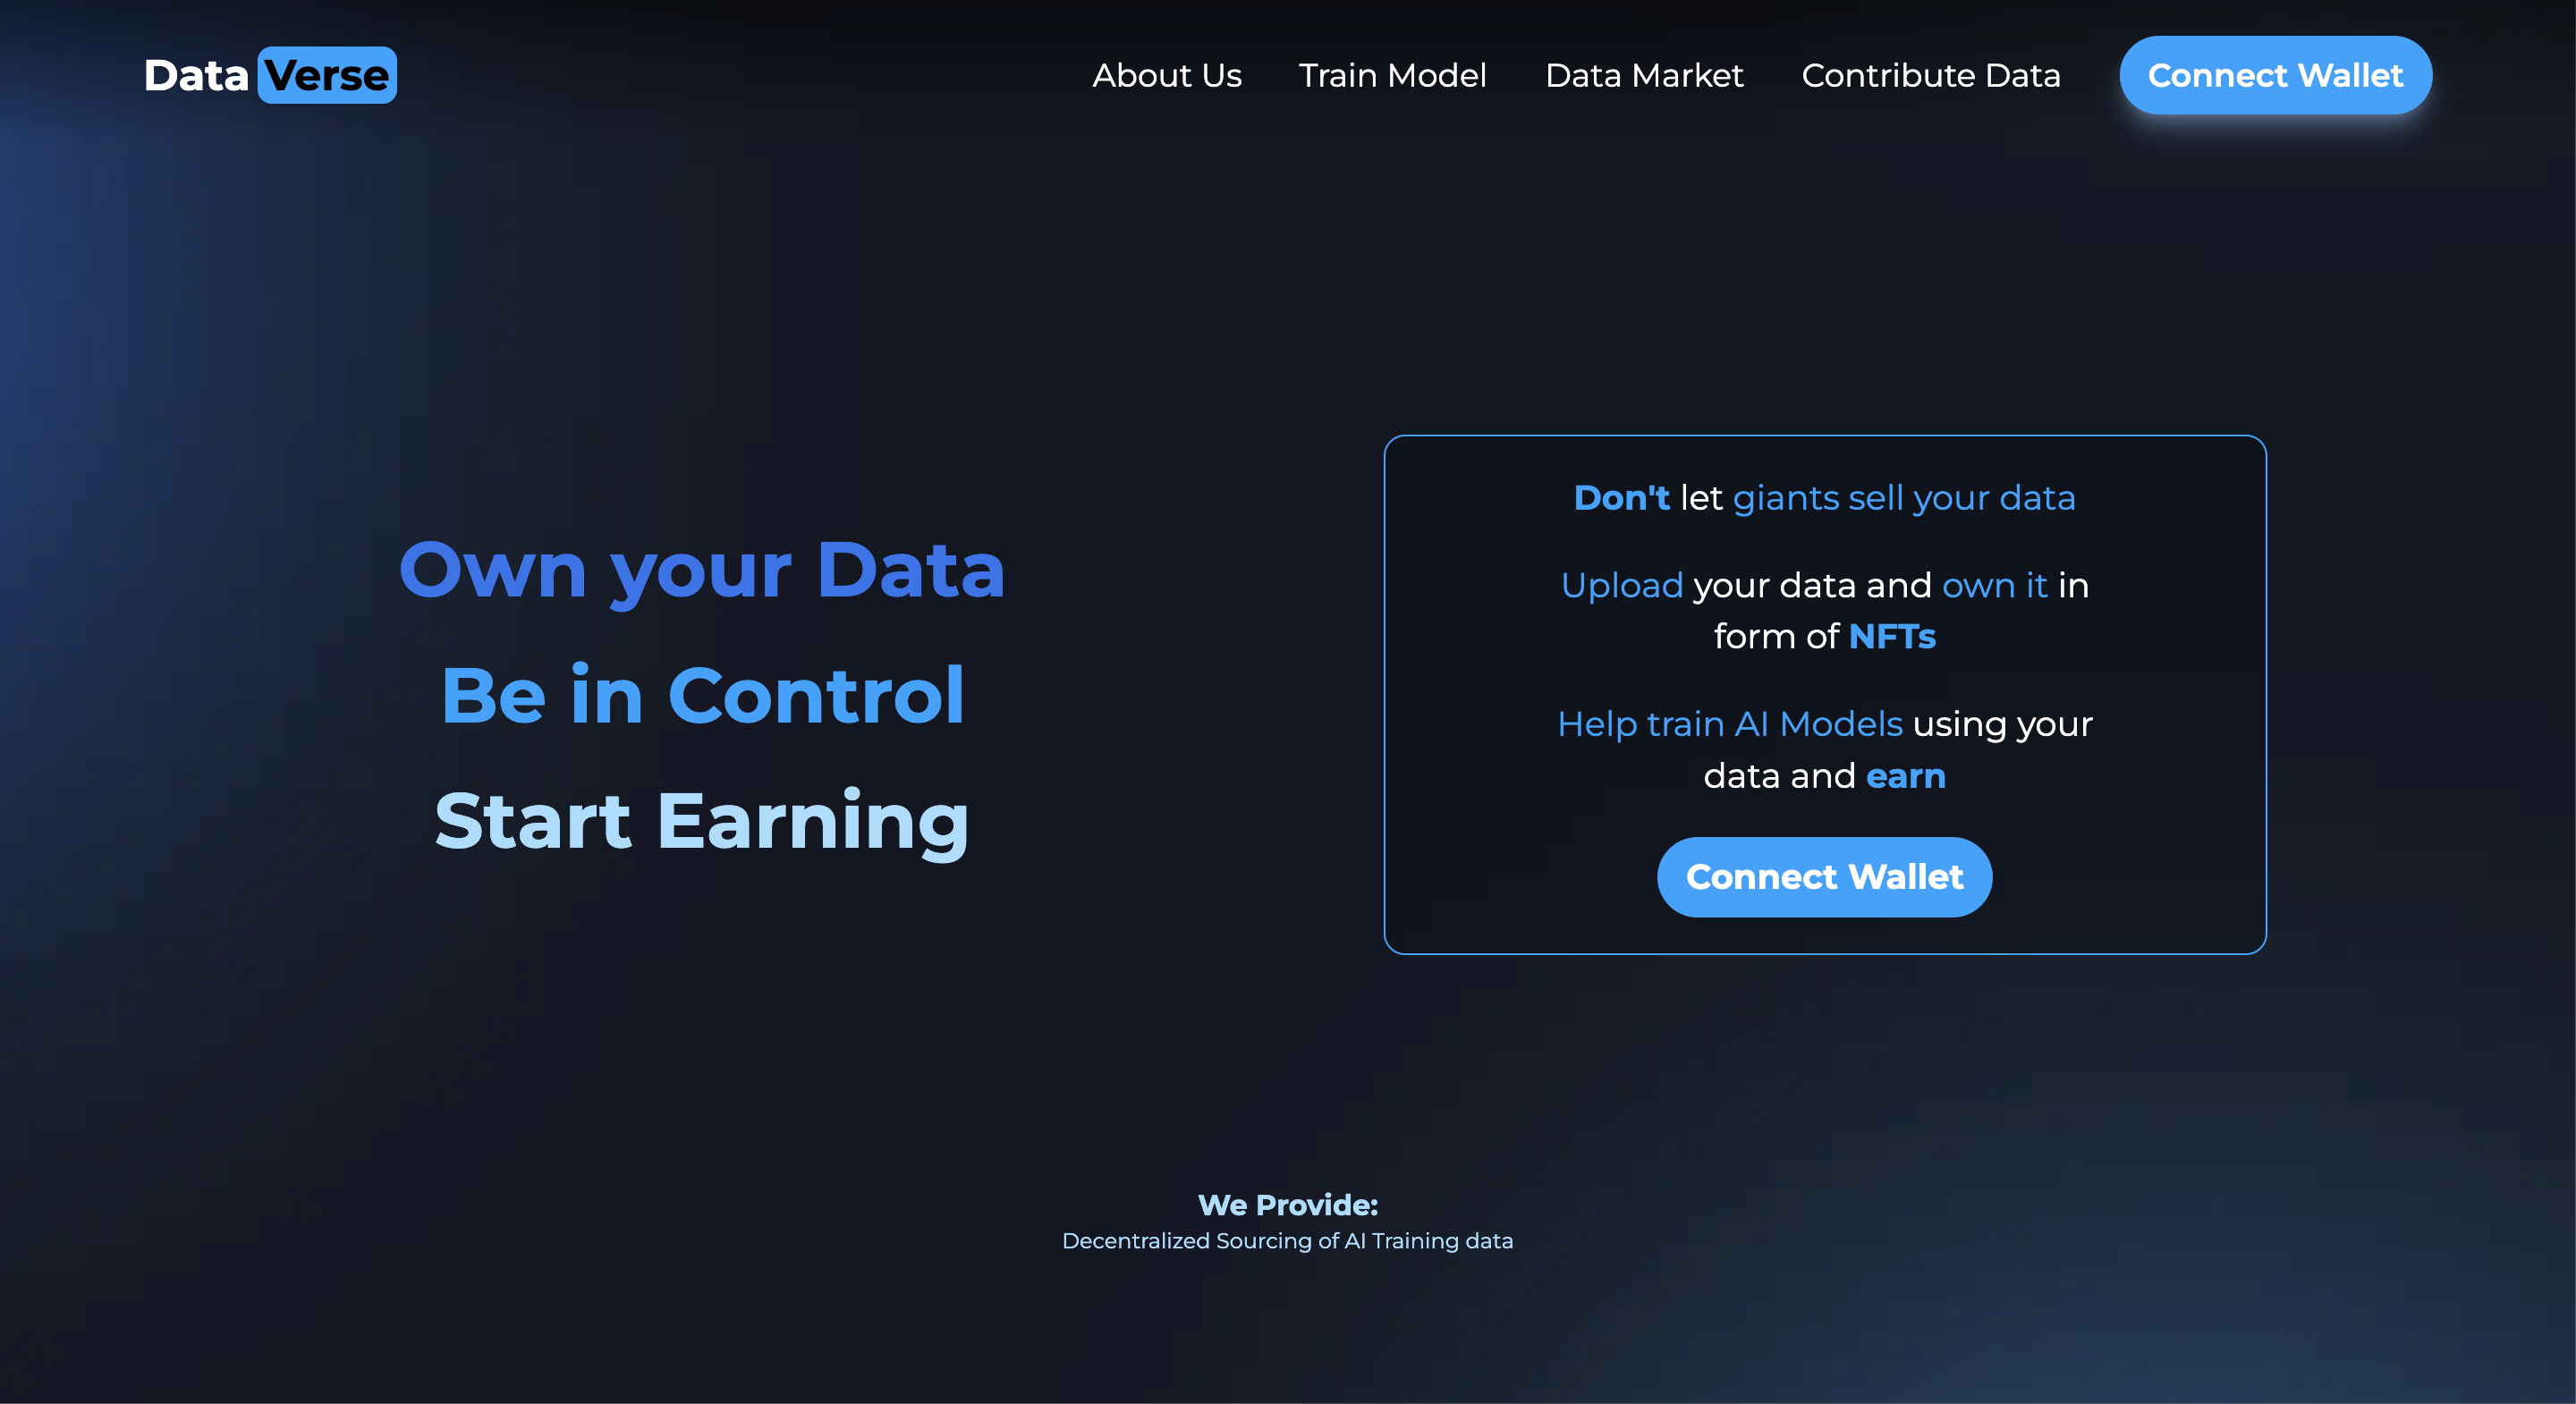 Data Verse
About Us
Train Model
Data Market
Contribute Data
Connect Wallet
Own your Data
Be in Control
Start Earning
Don't let giants sell your data
Upload your data and own it in
form of NFTs
Help train AI Models using your
data and earn
Connect Wallet
We Provide:
Decentralized Sourcing of AI Training data